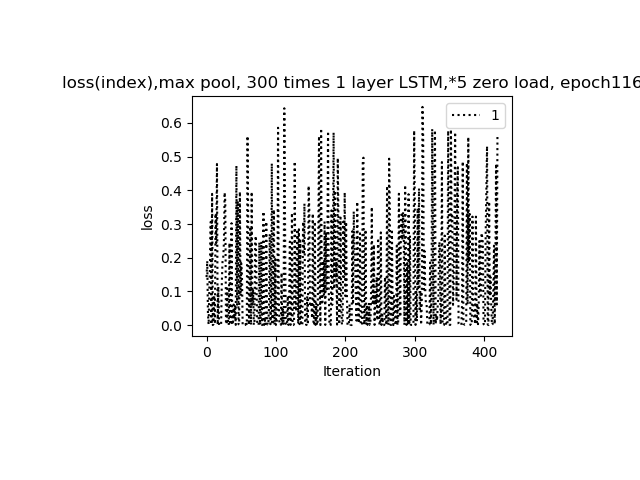 loss(index),max pool, 300 times 1 layer LSTM,*5 zero load, epoch116
1
0.6
0.5
0.4
0.3
0.2
0.1
0.0
loss
0 100 200 300 400
Iteration